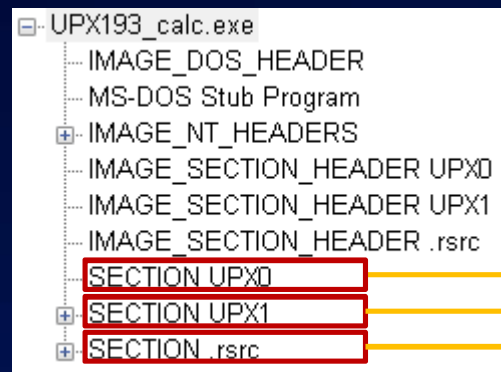 UPX193_calc.exe
IMAGE_DOS_HEADER
MS-DOS Stub Program
IMAGE_NT_HEADERS
IMAGE_SECTION_HEADER UPX0
IMAGE_SECTION_HEADER UPX1
IMAGE_SECTION_HEADER .rsrc
SECTION UPX0
SECTION UPX1
SECTION .rsrc